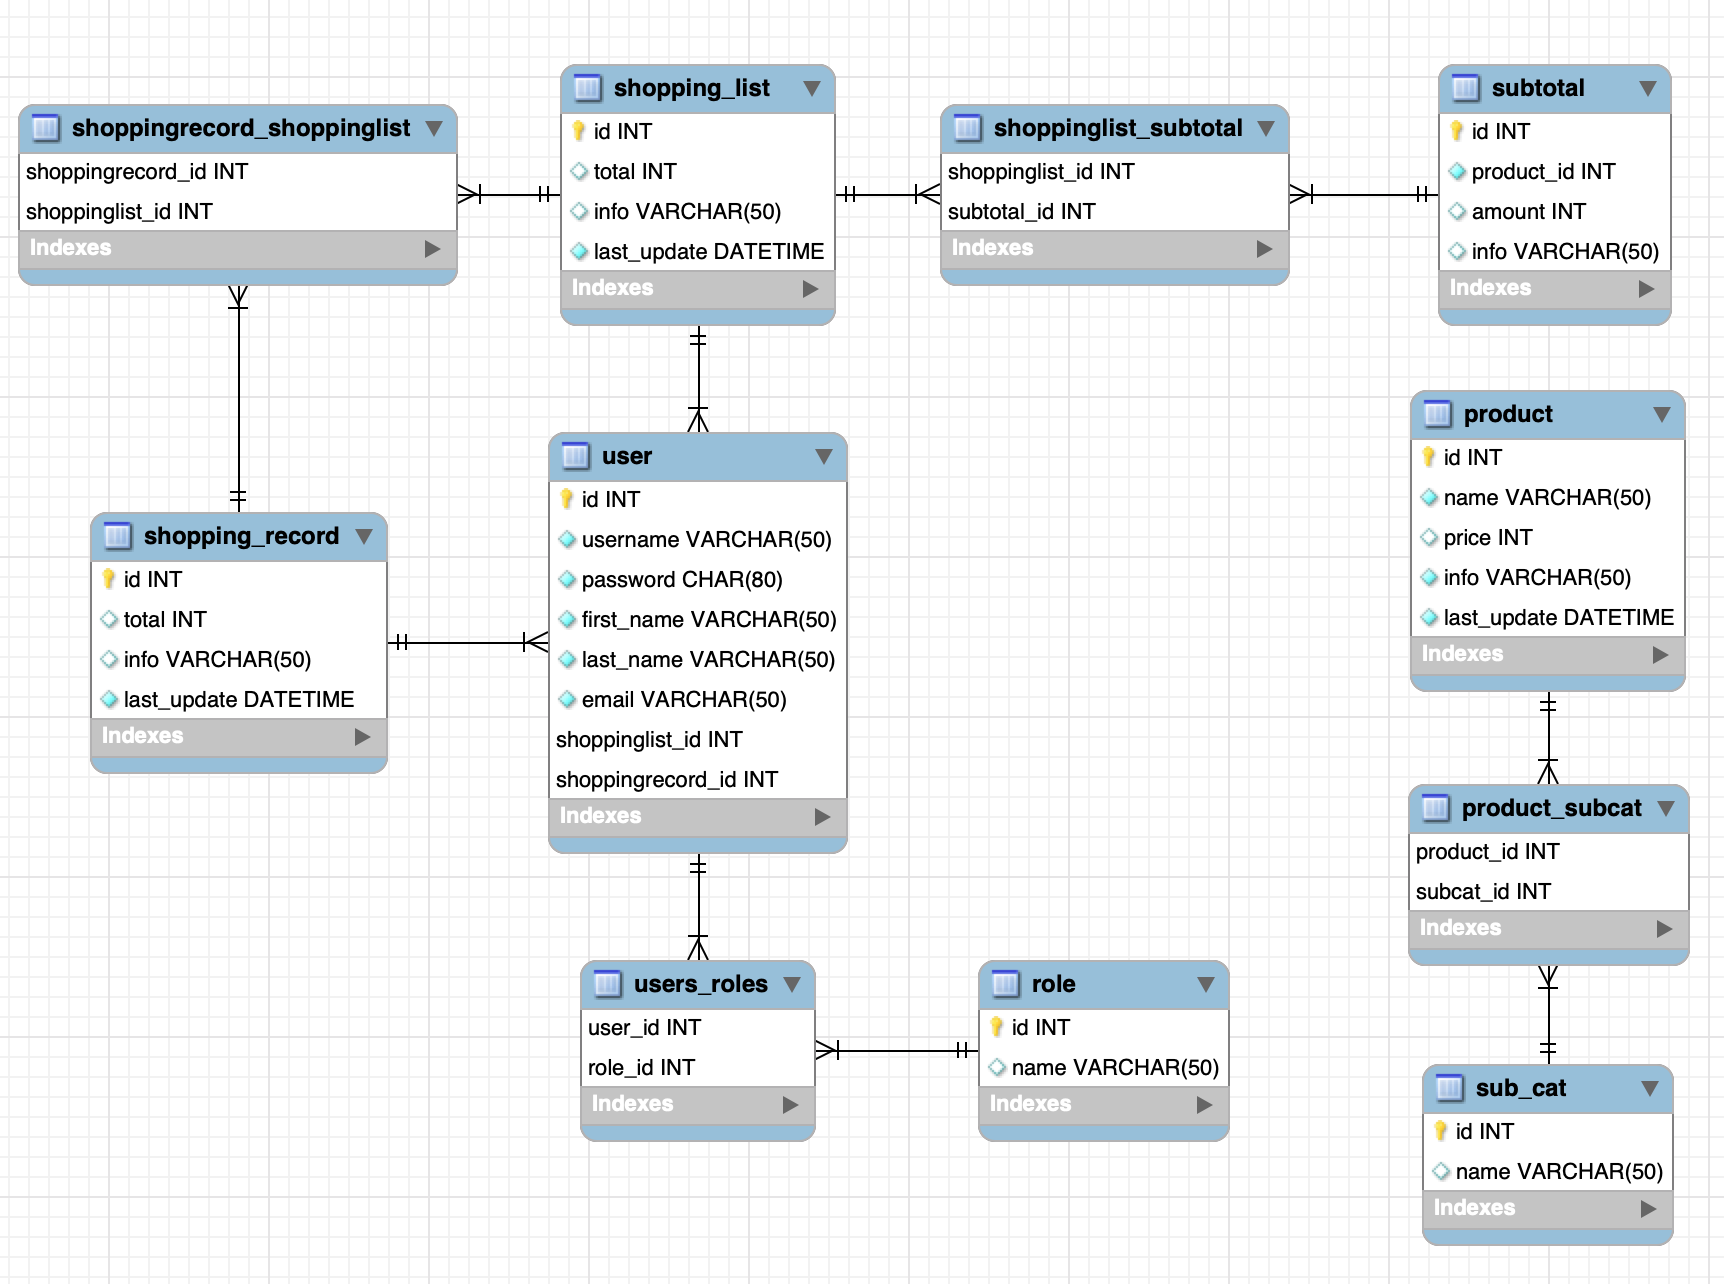 shoppingrecord_shoppinglist
shoppingrecord_id INT
shoppinglist_id INT
Indexes
shopping_list
id INT
total INT
info VARCHAR(50)
last_update DATETIME
Indexes
shoppinglist_subtotal
shoppinglist_id INT
subtotal_id INT
Indexes
subtotal
id INT
product_id INT
amount INT
info VARCHAR(50)
Indexes
shopping_record
id INT
total INT
info VARCHAR(50)
last_update DATETIME
Indexes
user
id INT
username VARCHAR(50)
password CHAR(80)
first_name VARCHAR(50)
last_name VARCHAR(50)
email VARCHAR(50)
shoppinglist_id INT
shoppingrecord_id INT
Indexes
product
id INT
name VARCHAR(50)
price INT
info VARCHAR(50)
last_update DATETIME
Indexes
product_subcat
product_id INT
subcat_id INT
Indexes
users_roles
user_id INT
role_id INT
Indexes
role
id INT
name VARCHAR(50)
Indexes
sub_cat
id INT
name VARCHAR(50)
Indexes